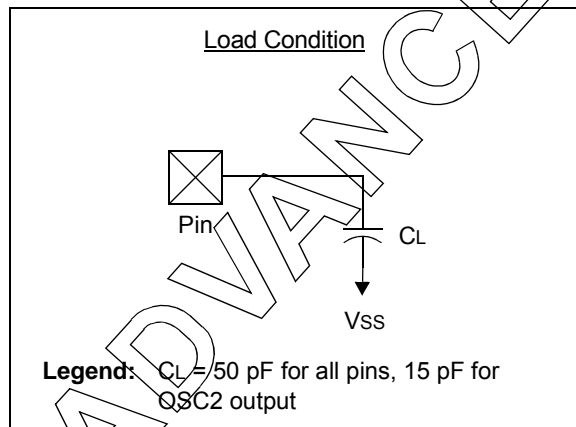 Load Condition
Pin
CL
VSS
Legend: CL = 50 pF for all pins, 15 pF for
OSC2 output
ADVANCE